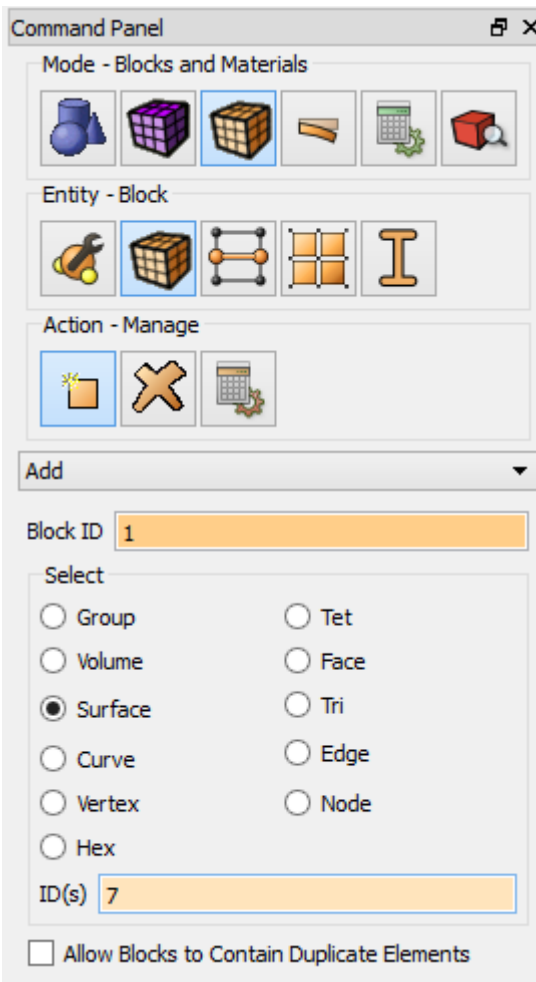 Command Panel
Mode - Blocks and Materials
Entity - Block
Action - Manage
Add
Block ID 1
Select
Group Tet
Volume Face
Surface Tri
Curve Edge
Vertex Node
Hex
ID(s) 7
Allow Blocks to Contain Duplicate Elements